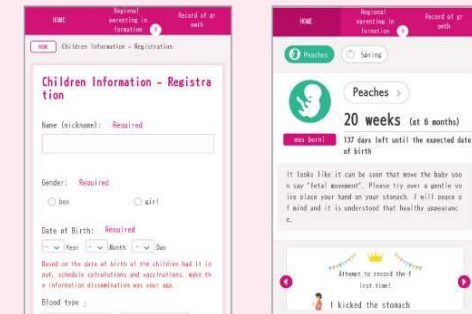 HOME
Regional
parenting in
formation
Record of gr
owth
HOME
Children Information - Registration
Children Information - Registra
tion
Name (nickname): Required
Gender: Required
boy
girl
Date of Birth: Required
- Year - Month - Day
Based on the date of birth of the children had it in
put, schedule calculations and vaccinations, make th
e information dissemination was your age.
Blood type :
HOME
Regional
parenting in
formation
Record of gr
owth
Peaches
Spring
Peaches >
20 weeks (at 6 months)
was born!
137 days left until the expected date
of birth
It looks like it can be seen that move the baby soo
n say "fetal movement". Please try over a gentle vo
ice place your hand on your stomach. I will peace o
f mind and it is understood that healthy appearanc
e.
Attempt to record the f
irst time!
I kicked the stomach